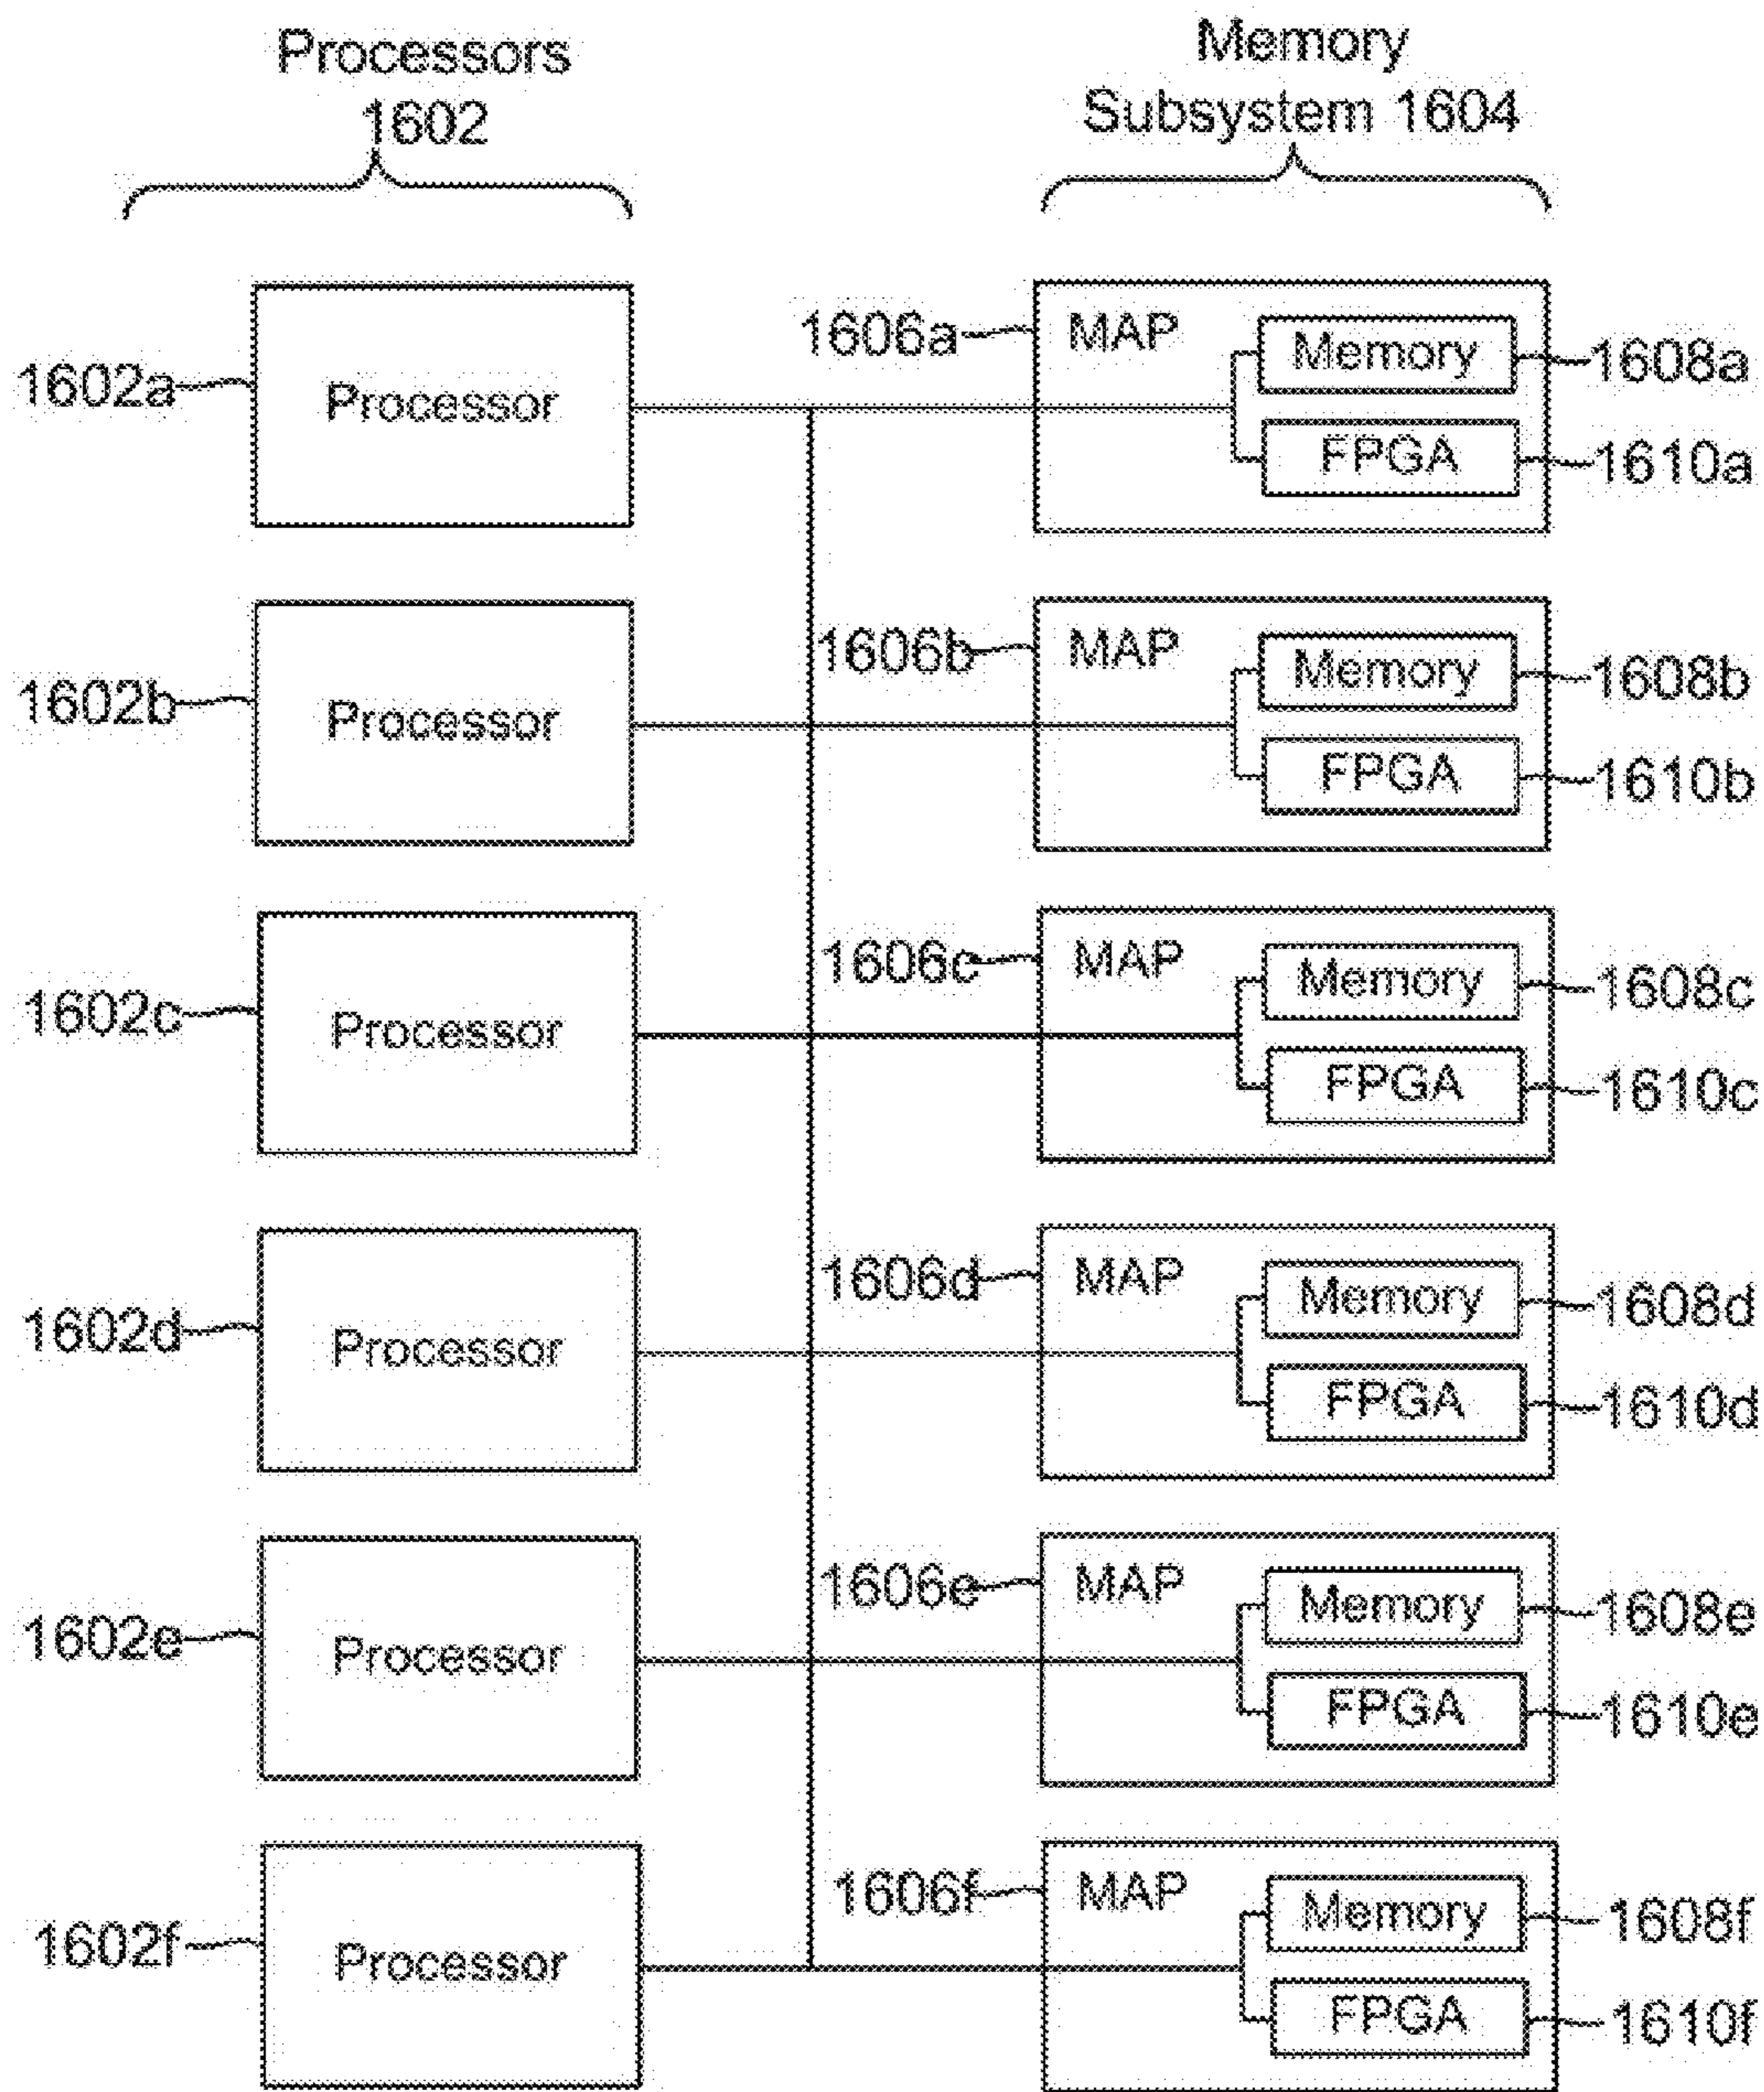 Processors
1602
Memory
Subsystem 1604
1602a
Processor
1606a
MAP
Memory
1608a
FPGA
1610a
1602b
Processor
1606b
MAP
Memory
1608b
FPGA
1610b
1602c
Processor
1606c
MAP
Memory
1608c
FPGA
1610c
1602d
Processor
1606d
MAP
Memory
1608d
FPGA
1610d
1602e
Processor
1606e
MAP
Memory
1608e
FPGA
1610e
1602f
Processor
1606f
MAP
Memory
1608f
FPGA
1610f